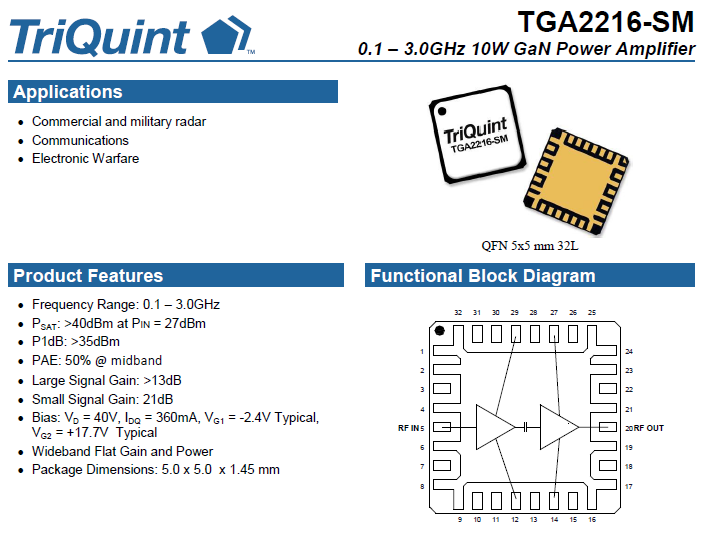 TriQuint
TM
TGA2216-SM
0.1 – 3.0GHz 10W GaN Power Amplifier
Applications
• Commercial and military radar
• Communications
• Electronic Warfare
TriQuint
TGA2216-SM
QFN 5x5 mm 32L
Product Features
• Frequency Range: 0.1 – 3.0GHz
• PSAT: >40dBm at PIN = 27dBm
• P1dB: >35dBm
• PAE: 50% @ midband
• Large Signal Gain: >13dB
• Small Signal Gain: 21dB
• Bias: VD = 40V, IDQ = 360mA, VG1 = -2.4V Typical,
VG2 = +17.7V Typical
• Wideband Flat Gain and Power
• Package Dimensions: 5.0 x 5.0 x 1.45 mm
Functional Block Diagram
32 31 30 29 28 27 26 25
1 24
2 23
3 22
4 21
RF IN 5 20 RF OUT
6 19
7 18
8 17
9 10 11 12 13 14 15 16